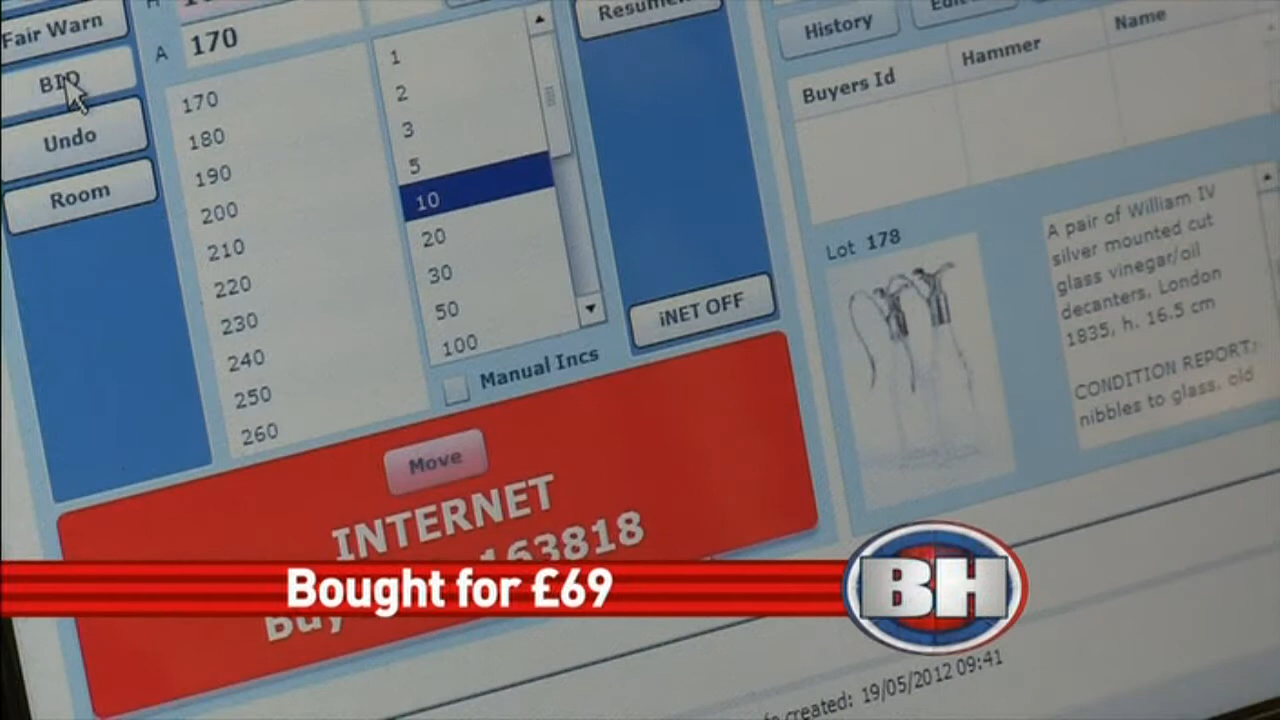 Fair Warn
BID
Undo
Room
A 170
170
180
190
200
210
220
230
240
250
260
1
2
3
5
10
20
30
50
100
Manual Incs
iNET OFF
History
Buyers Id Hammer Name
Lot 178
A pair of William IV
silver mounted cut
glass vinegar/oil
decanters, London
1835, h. 16.5 cm
CONDITION REPORT:
nibbles to glass, old
Move
INTERNET
163818
Bought for £69
BH
created: 19/05/2012 09:41